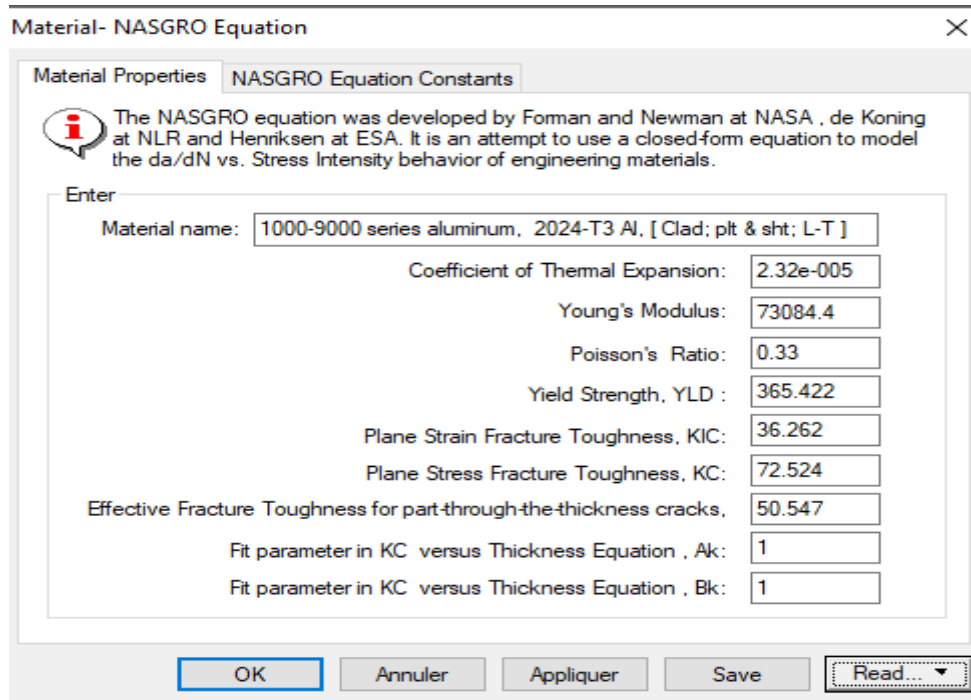 Material- NASGRO Equation
Material Properties
NASGRO Equation Constants
The NASGRO equation was developed by Forman and Newman at NASA , de Koning
at NLR and Henriksen at ESA. It is an attempt to use a closed-form equation to model
the da/dN vs. Stress Intensity behavior of engineering materials.
Enter
Material name: 1000-9000 series aluminum, 2024-T3 Al, [ Clad; plt & sht; L-T ]
Coefficient of Thermal Expansion: 2.32e-005
Young's Modulus: 73084.4
Poisson's Ratio: 0.33
Yield Strength, YLD : 365.422
Plane Strain Fracture Toughness, KIC: 36.262
Plane Stress Fracture Toughness, KC: 72.524
Effective Fracture Toughness for part-through-the-thickness cracks, 50.547
Fit parameter in KC versus Thickness Equation , Ak: 1
Fit parameter in KC versus Thickness Equation , Bk: 1
OK Annuler Appliquer Save Read...